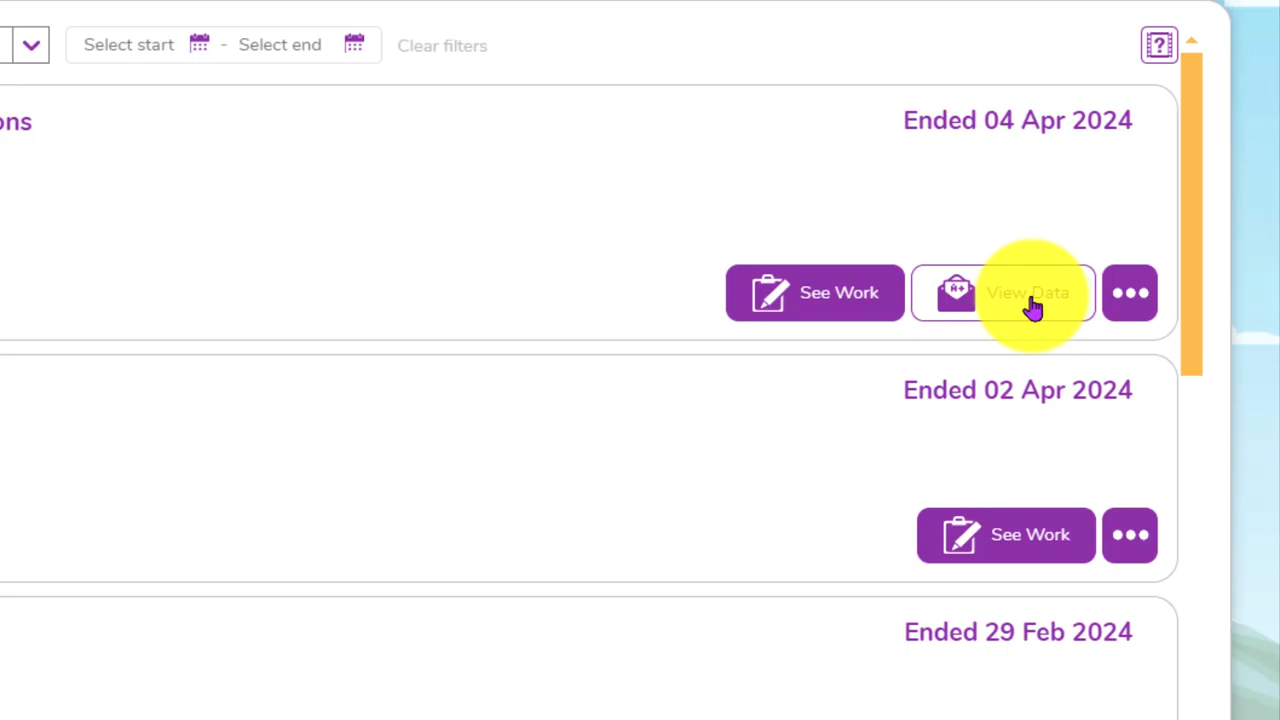 Select start - Select end Clear filters ?
ons Ended 04 Apr 2024
See Work A+ View Data
Ended 02 Apr 2024
See Work
Ended 29 Feb 2024